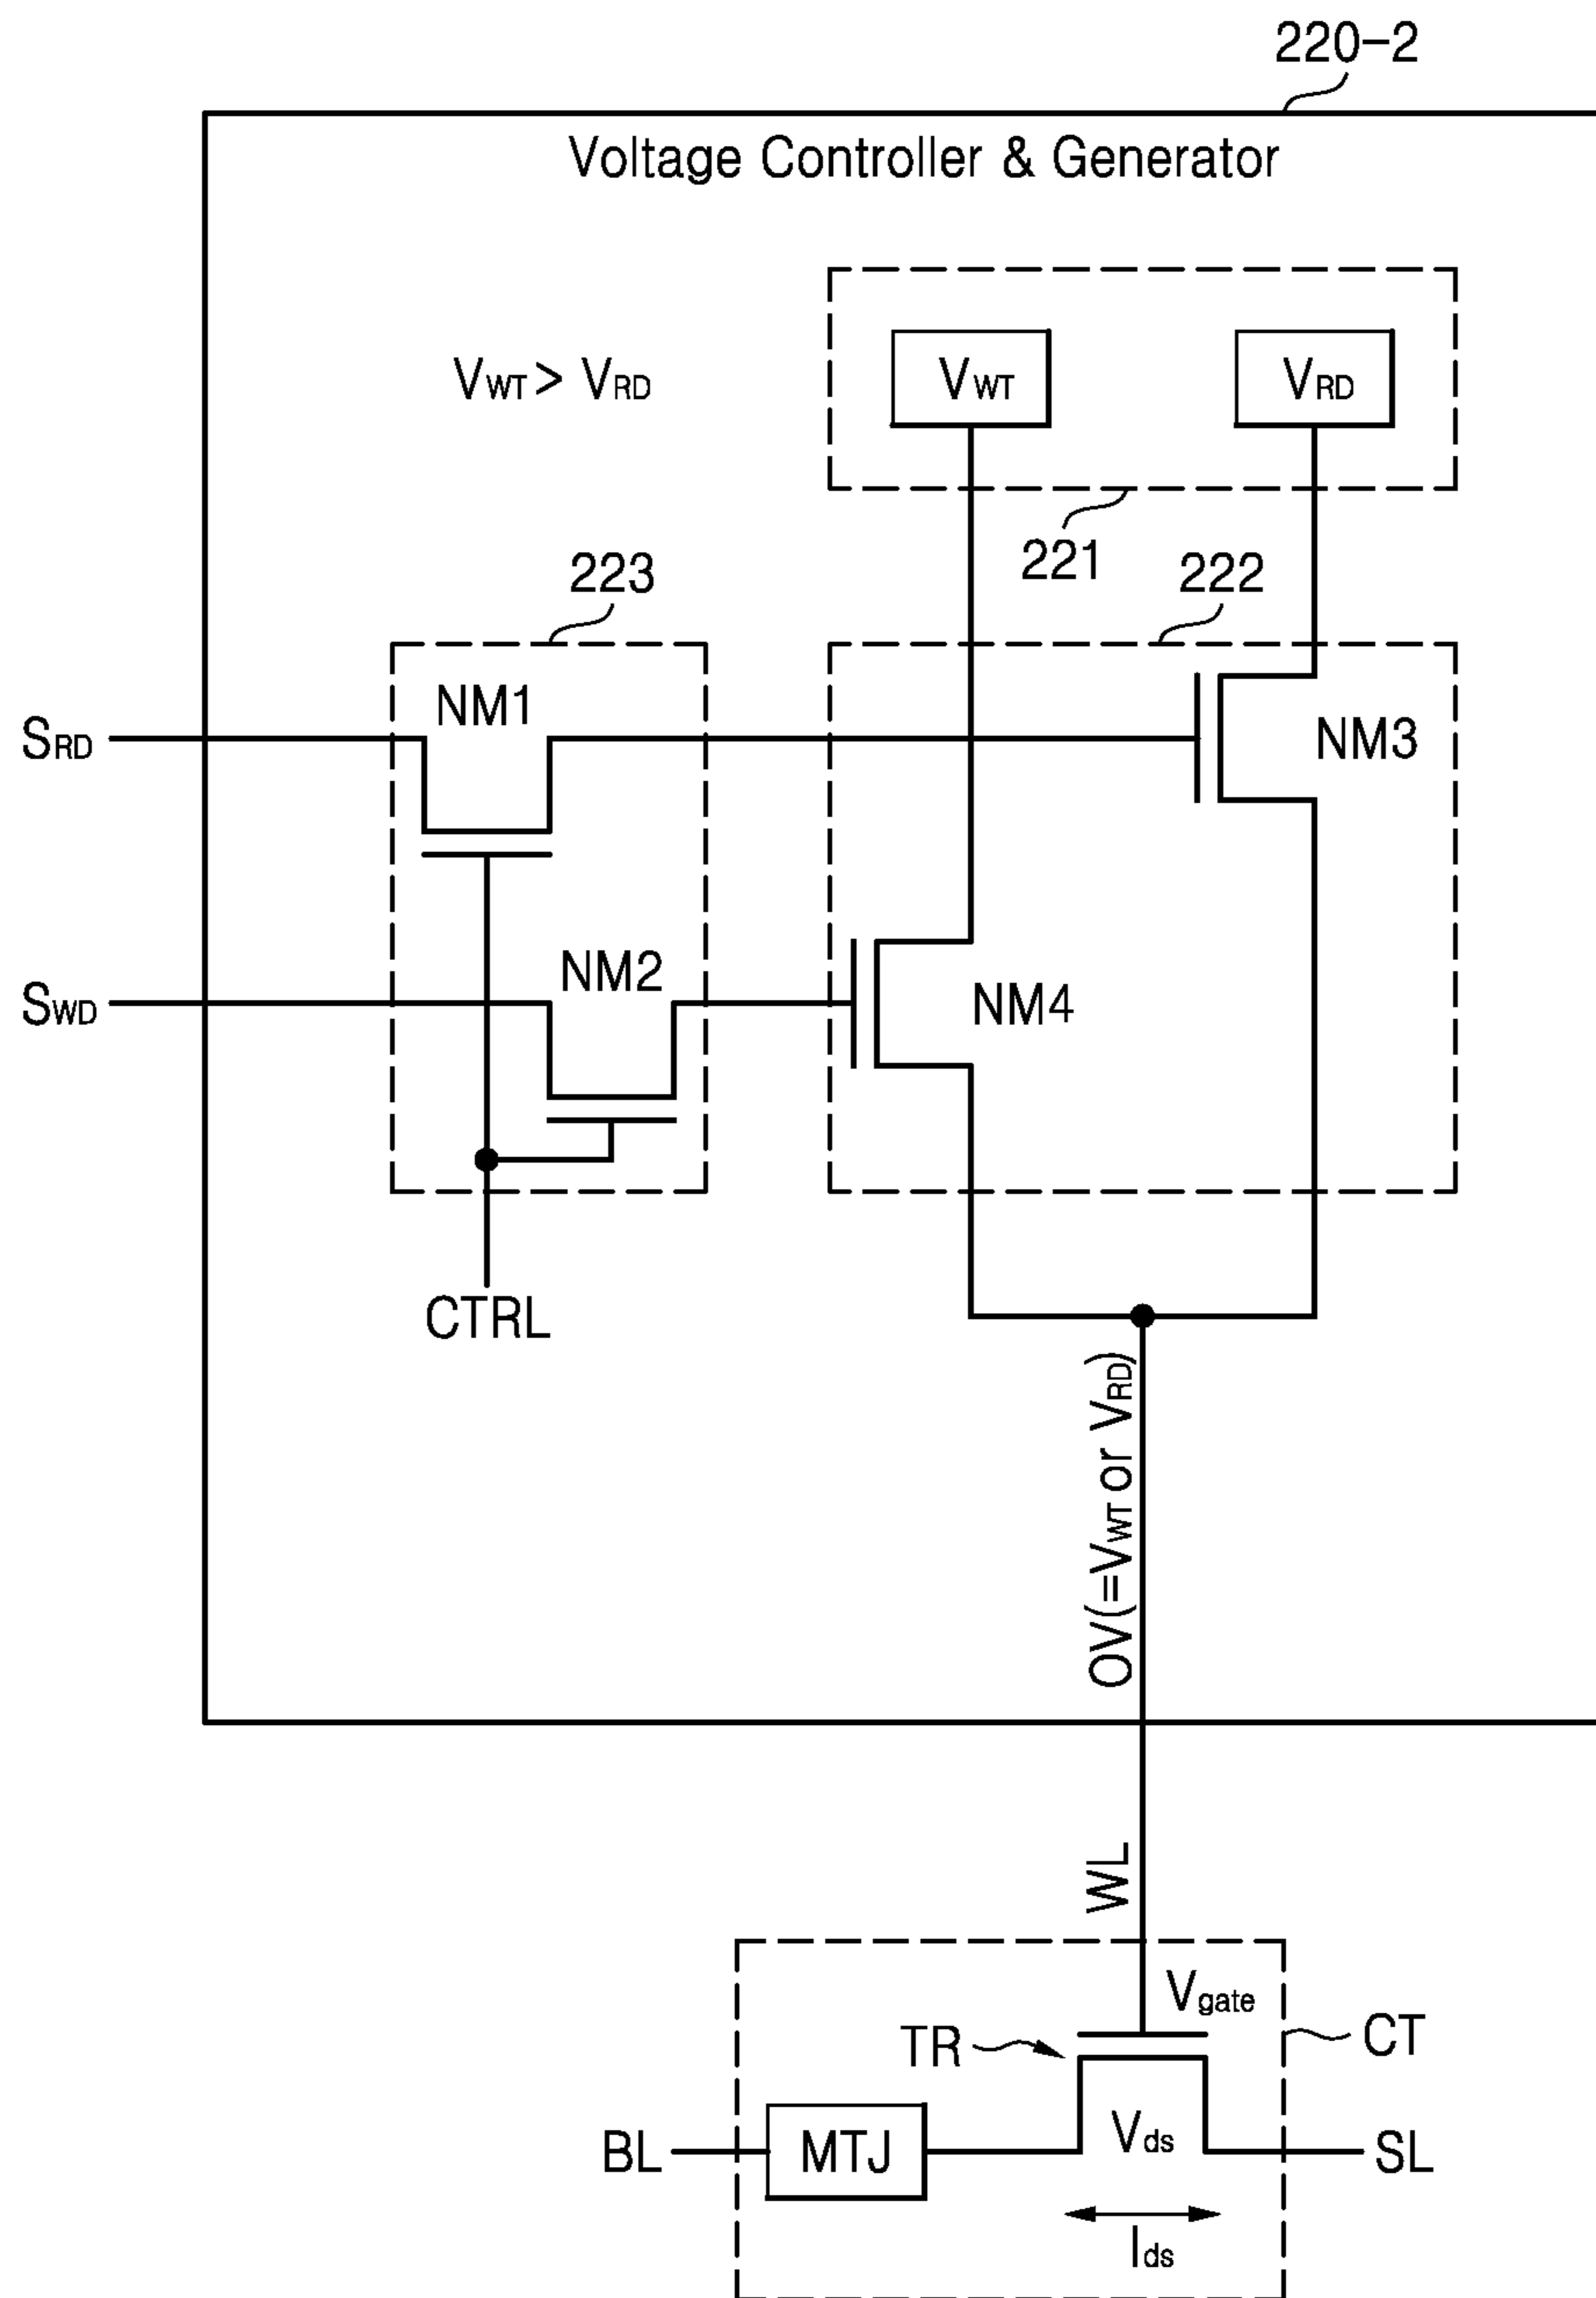 220-2
Voltage Controller & Generator
VWT > VRD
VWT
VRD
221
222
223
NM1
SRD
NM3
NM2
SWD
NM4
CTRL
OV(=VWT or VRD)
WL
Vgate
TR
CT
BL
MTJ
Vds
SL
Ids